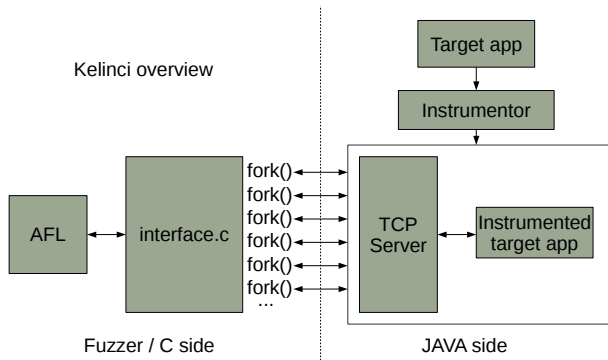 Kelinci overview
Target app
Instrumentor
AFL
interface.c
fork()
fork()
fork()
fork()
fork()
fork()
...
TCP
Server
Instrumented
target app
Fuzzer / C side
JAVA side